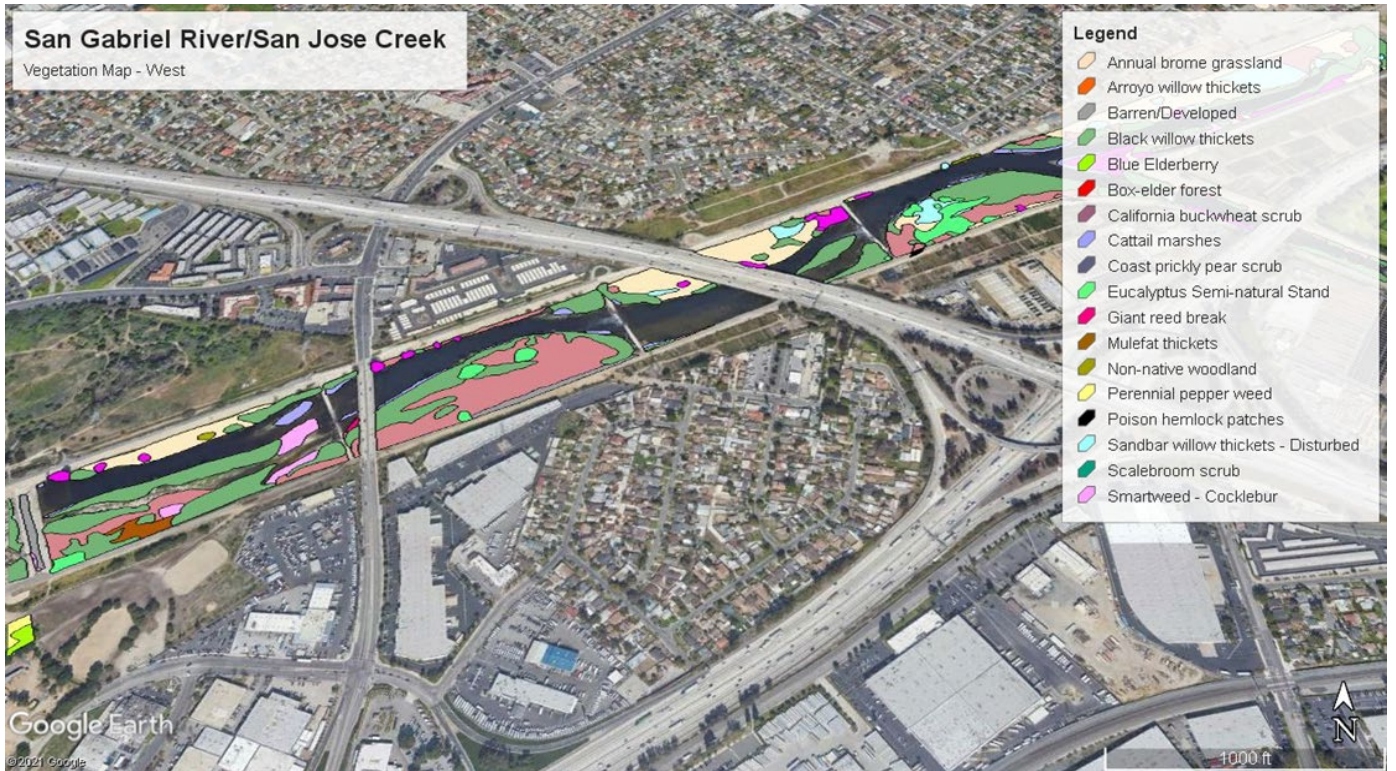 San Gabriel River/San Jose Creek
Vegetation Map - West
Legend
Annual brome grassland
Arroyo willow thickets
Barren/Developed
Black willow thickets
Blue Elderberry
Box-elder forest
California buckwheat scrub
Cattail marshes
Coast prickly pear scrub
Eucalyptus Semi-natural Stand
Giant reed break
Mulefat thickets
Non-native woodland
Perennial pepper weed
Poison hemlock patches
Sandbar willow thickets - Disturbed
Scalebroom scrub
Smartweed - Cocklebur
Google Earth
©2021 Google
N
1000 ft